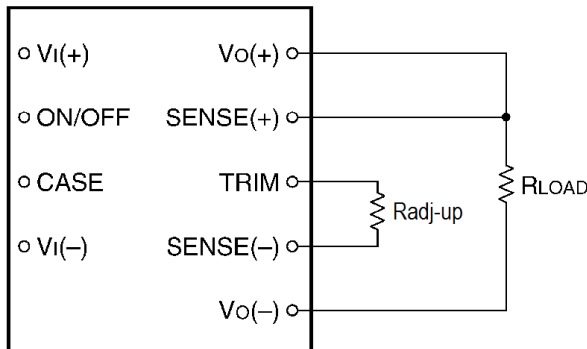 VI(+)
VO(+)
ON/OFF
SENSE(+)
CASE
TRIM
RLOAD
Radj-up
VI(–)
SENSE(–)
VO(–)